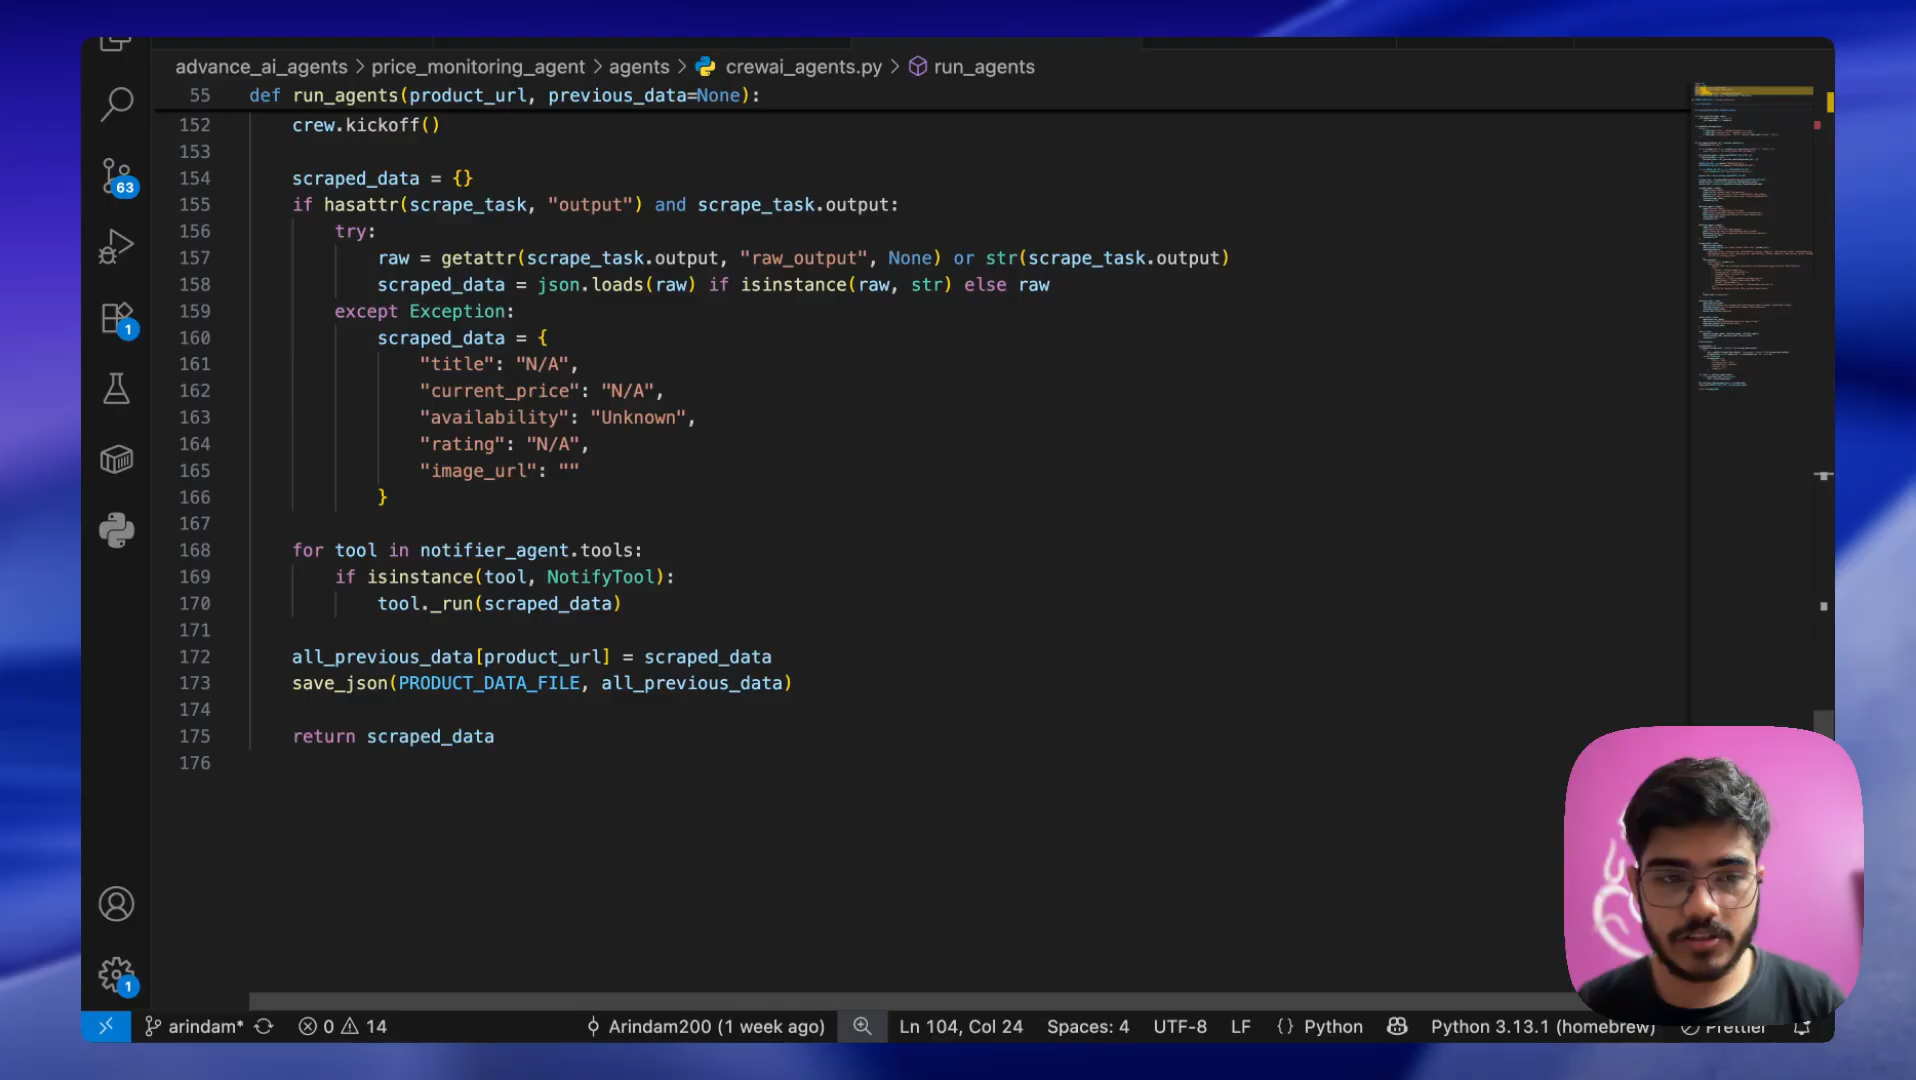 advance_ai_agents > price_monitoring_agent > agents > crewai_agents.py > run_agents
55 def run_agents(product_url, previous_data=None):
152 crew.kickoff()
153
154 scraped_data = {}
155 if hasattr(scrape_task, "output") and scrape_task.output:
156 try:
157 raw = getattr(scrape_task.output, "raw_output", None) or str(scrape_task.output)
158 scraped_data = json.loads(raw) if isinstance(raw, str) else raw
159 except Exception:
160 scraped_data = {
161 "title": "N/A",
162 "current_price": "N/A",
163 "availability": "Unknown",
164 "rating": "N/A",
165 "image_url": ""
166 }
167
168 for tool in notifier_agent.tools:
169 if isinstance(tool, NotifyTool):
170 tool._run(scraped_data)
171
172 all_previous_data[product_url] = scraped_data
173 save_json(PRODUCT_DATA_FILE, all_previous_data)
174
175 return scraped_data
176
63
1
1
arindam* 0 14 Arindam200 (1 week ago) Ln 104, Col 24 Spaces: 4 UTF-8 LF {} Python Python 3.13.1 (homebrew) Prettier